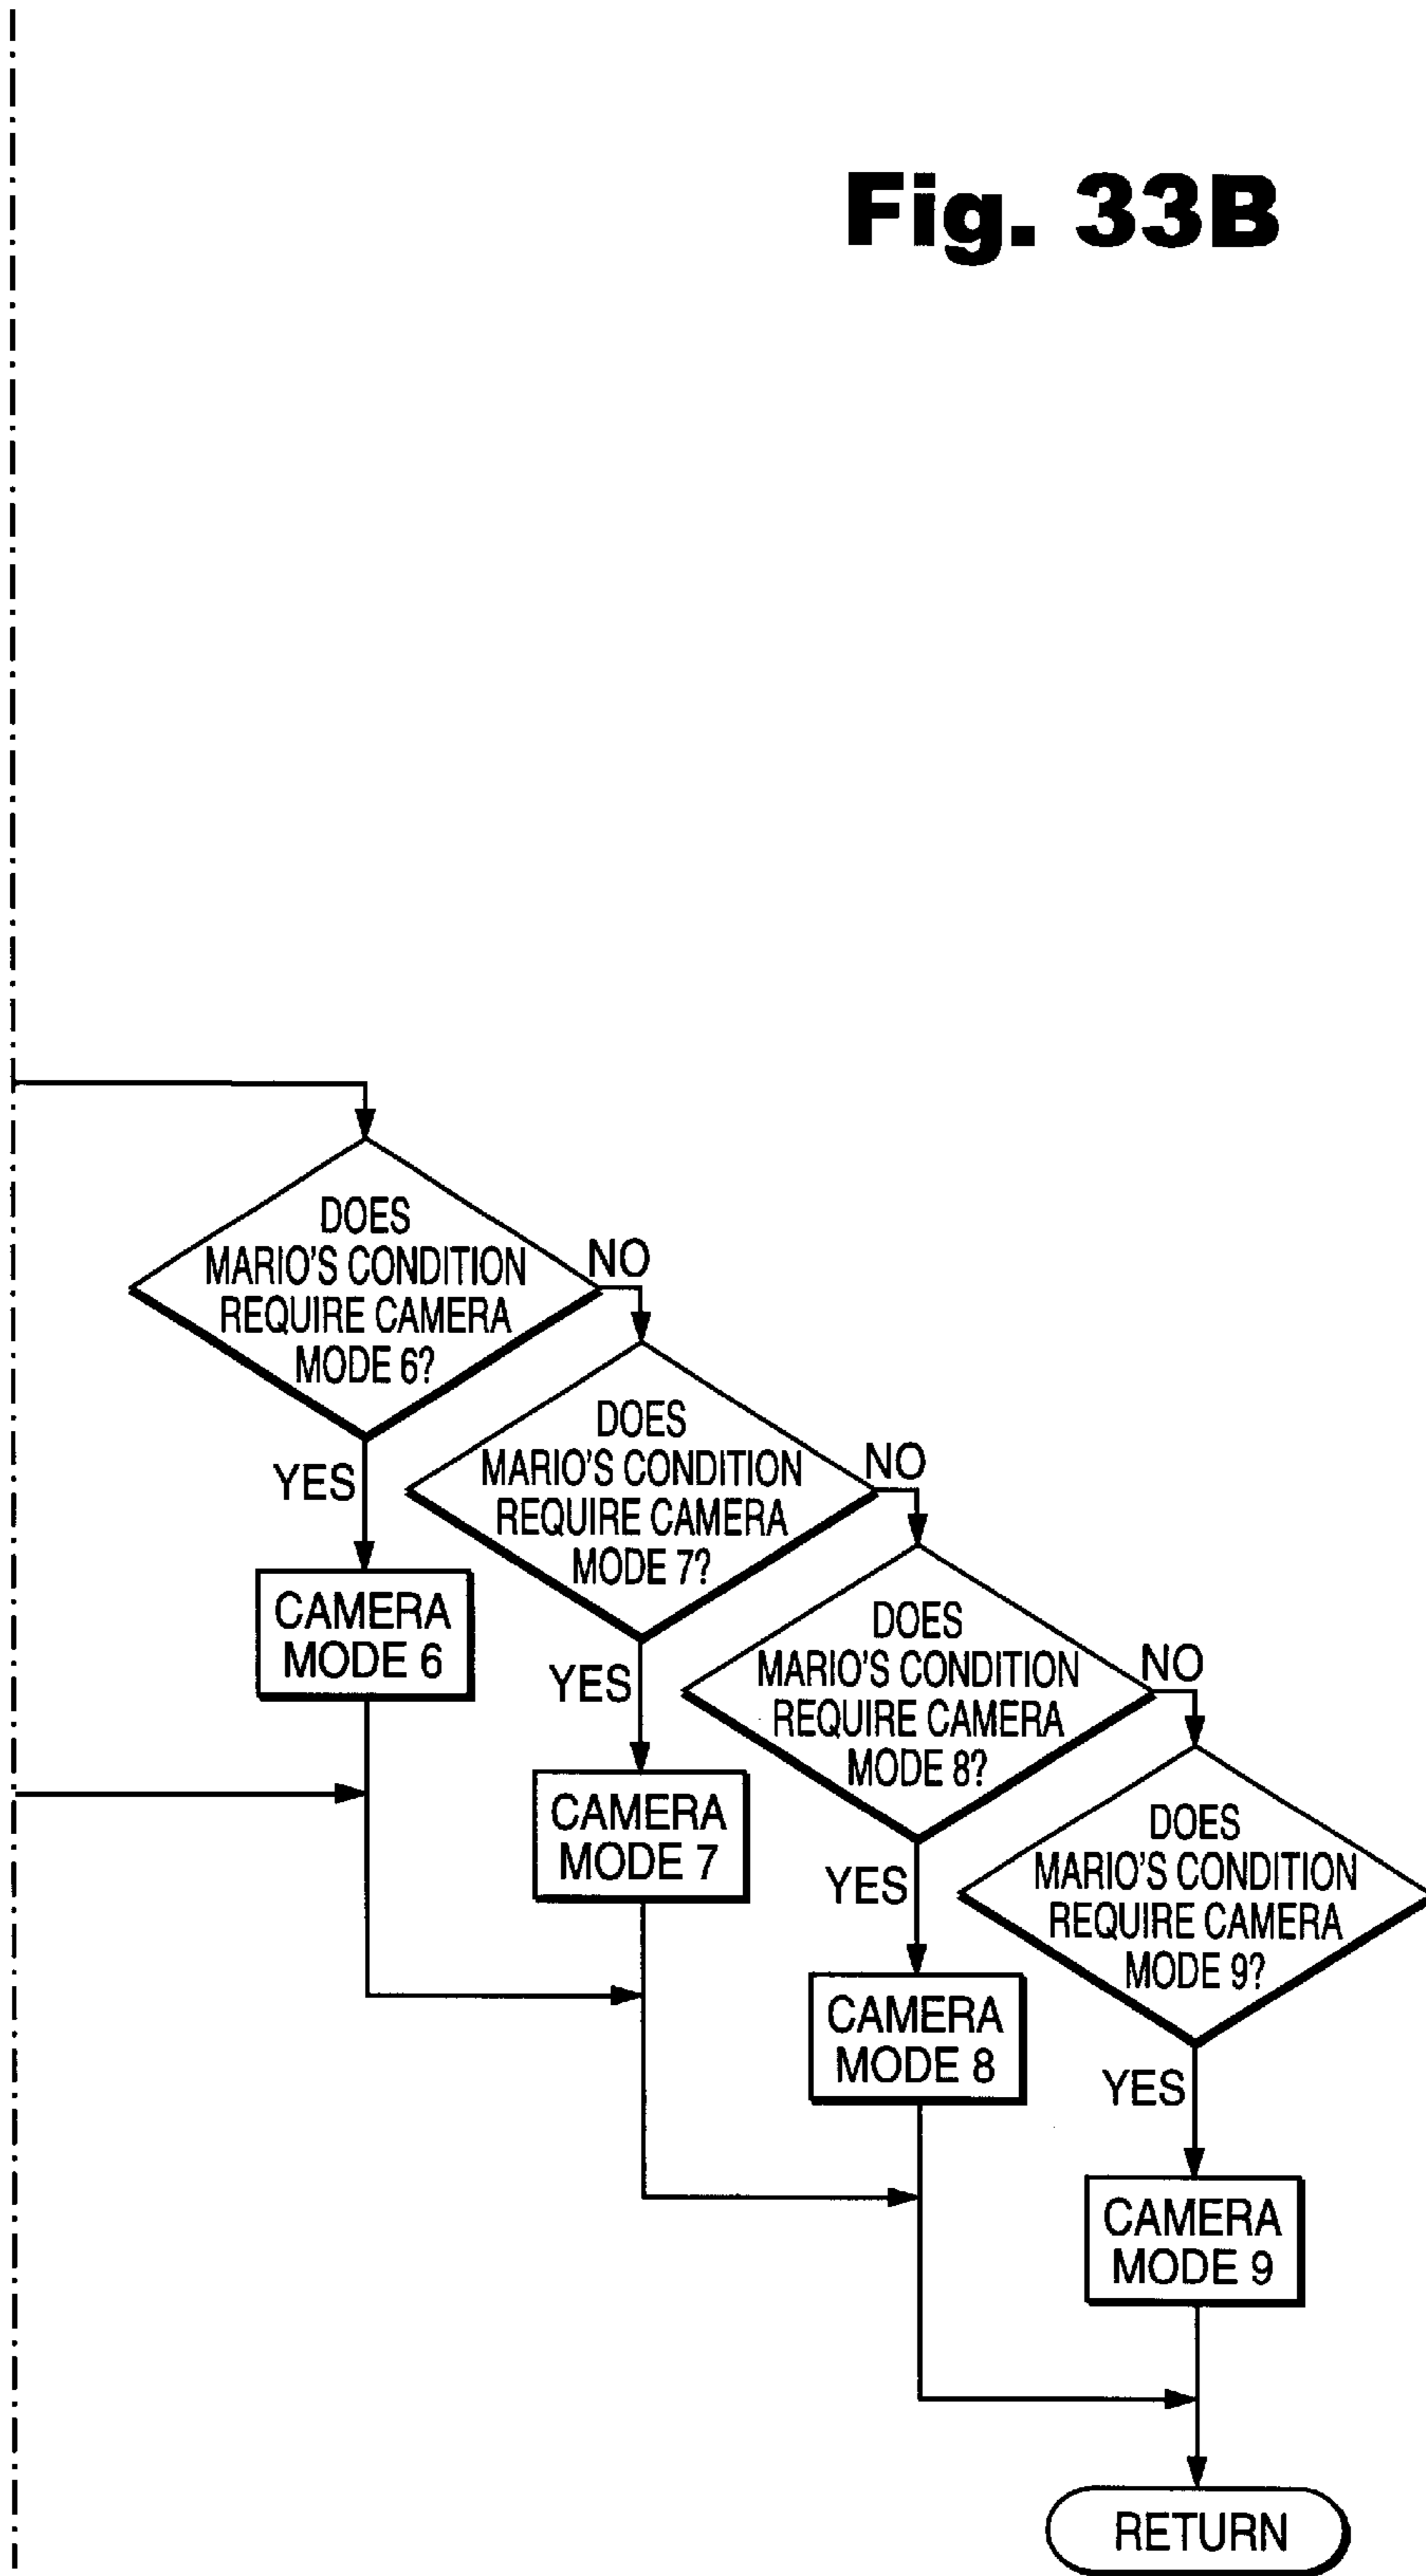 Fig. 33B
DOES
MARIO'S CONDITION
REQUIRE CAMERA
MODE 6?
NO
YES
CAMERA
MODE 6
DOES
MARIO'S CONDITION
REQUIRE CAMERA
MODE 7?
NO
YES
CAMERA
MODE 7
DOES
MARIO'S CONDITION
REQUIRE CAMERA
MODE 8?
NO
YES
CAMERA
MODE 8
DOES
MARIO'S CONDITION
REQUIRE CAMERA
MODE 9?
YES
CAMERA
MODE 9
RETURN